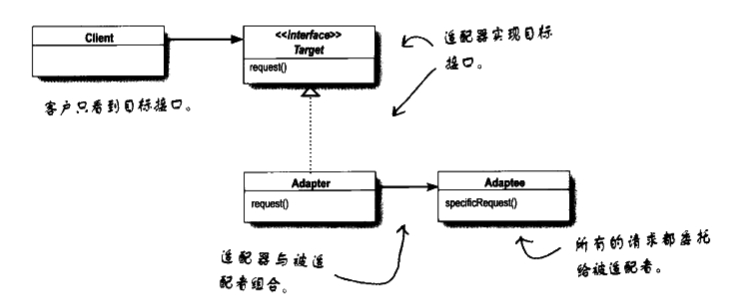 Client
<<interface>>
Target
request()
适配器实现目标
接口。
客户只看到目标接口。
Adapter
request()
Adaptee
specificRequest()
适配器与被适
配者组合。
所有的请求都委托
给被适配者。